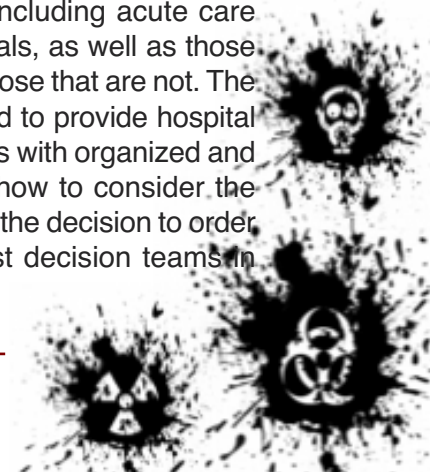 ncluding acute care
als, as well as those
ose that are not. The
d to provide hospital
s with organized and
now to consider the
the decision to order
st decision teams in